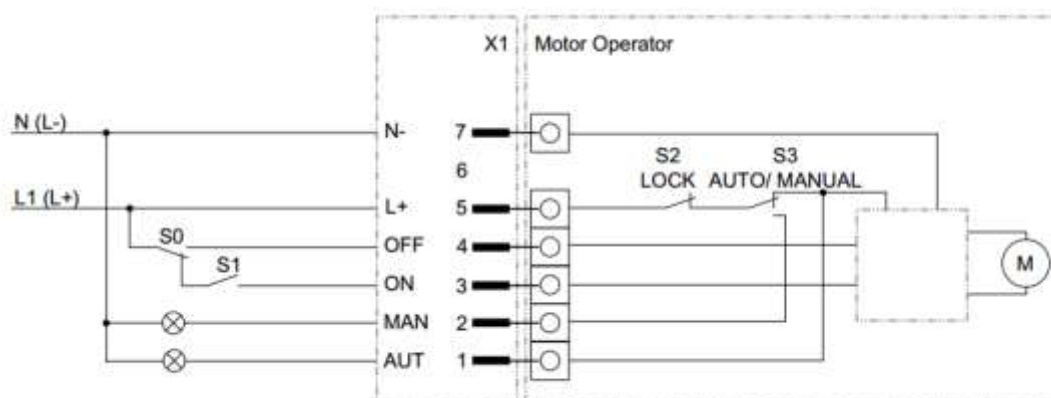 X1 Motor Operator
N (L-) N- 7
S2 S3
6 LOCK AUTO/ MANUAL
L1 (L+) L+ 5
S0 OFF 4
S1 ON 3 M
MAN 2
AUT 1